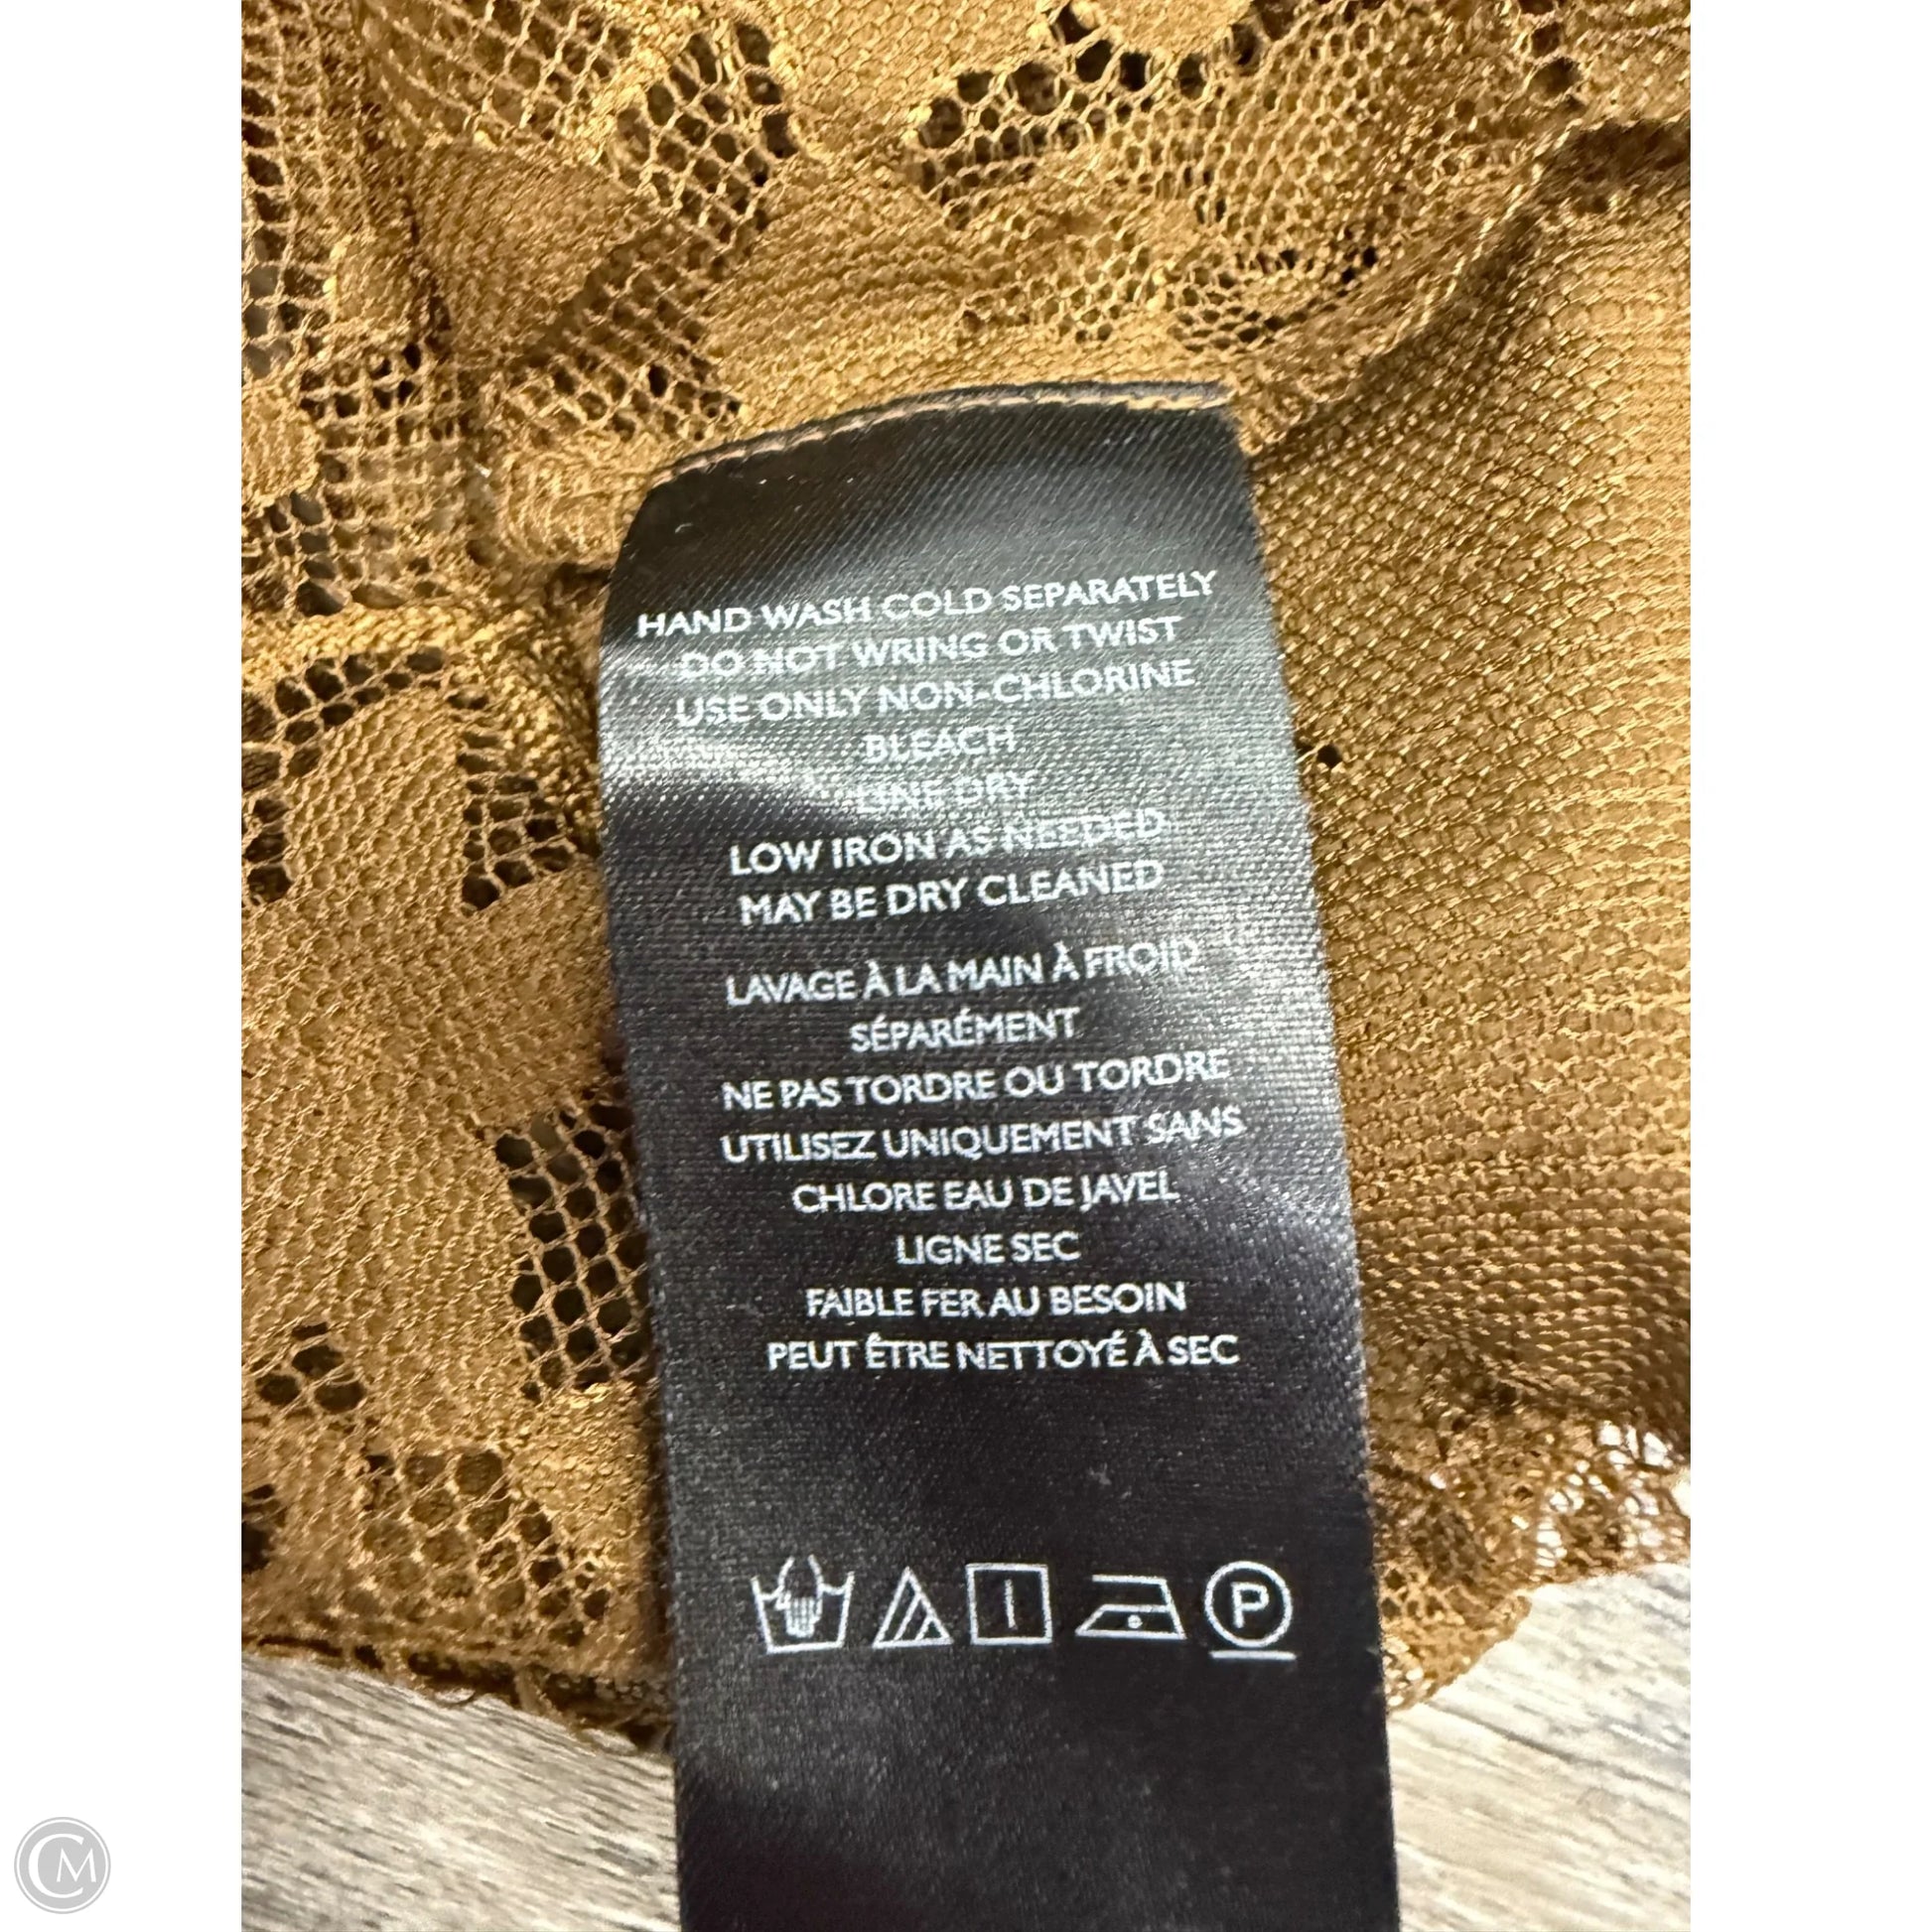 HAND WASH COLD SEPARATELY
DO NOT WRING OR TWIST
USE ONLY NON-CHLORINE
BLEACH
LINE DRY
LOW IRON AS NEEDED
MAY BE DRY CLEANED
LAVAGE À LA MAIN À FROID
SÉPARÉMENT
NE PAS TORDRE OU TORDRE
UTILISEZ UNIQUEMENT SANS
CHLORE EAU DE JAVEL
LIGNE SEC
FAIBLE FER AU BESOIN
PEUT ÊTRE NETTOYÉ À SEC
P
CM